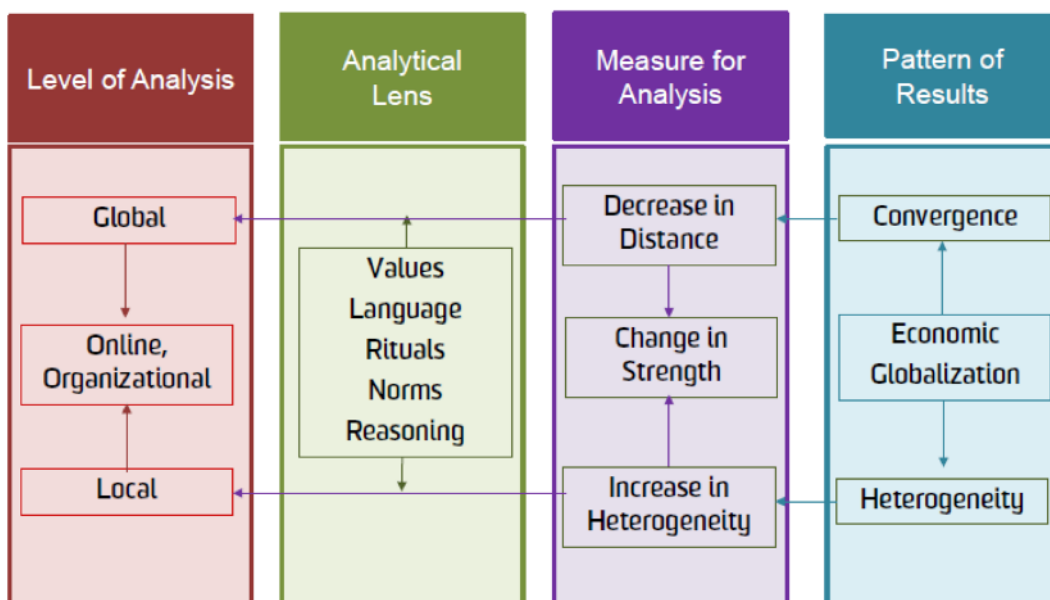 Level of Analysis
Analytical
Lens
Measure for
Analysis
Pattern of
Results
Global
Online,
Organizational
Local
Values
Language
Rituals
Norms
Reasoning
Decrease in
Distance
Change in
Strength
Increase in
Heterogeneity
Convergence
Economic
Globalization
Heterogeneity